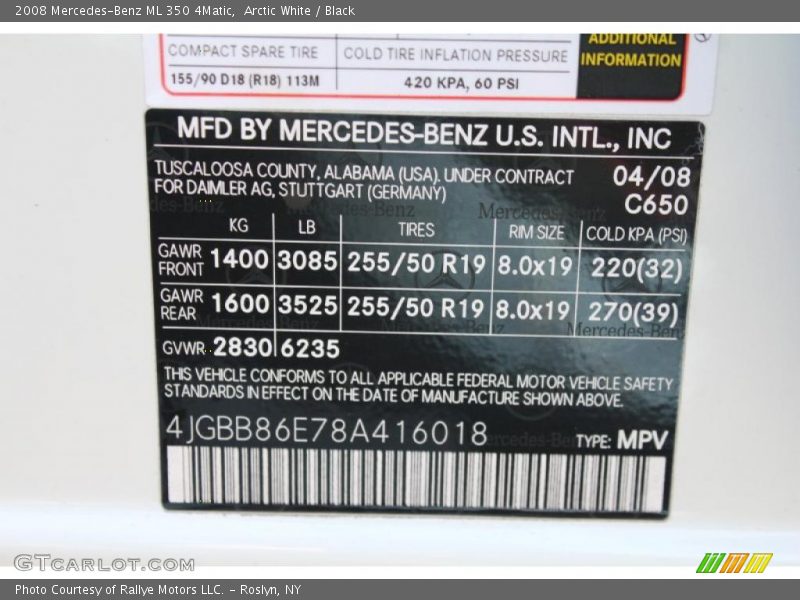 2008 Mercedes-Benz ML 350 4Matic,  Arctic White / Black
COMPACT SPARE TIRE COLD TIRE INFLATION PRESSURE
155/90 D18 (R18) 113M 420 KPA, 60 PSI
ADDITIONAL
INFORMATION
MFD BY MERCEDES-BENZ U.S. INTL., INC
TUSCALOOSA COUNTY, ALABAMA (USA). UNDER CONTRACT 04/08
FOR DAIMLER AG, STUTTGART (GERMANY) C650
KG LB TIRES RIM SIZE COLD KPA (PSI)
GAWR FRONT 1400 3085 255/50 R19 8.0x19 220(32)
GAWR REAR 1600 3525 255/50 R19 8.0x19 270(39)
GVWR 2830 6235
THIS VEHICLE CONFORMS TO ALL APPLICABLE FEDERAL MOTOR VEHICLE SAFETY
STANDARDS IN EFFECT ON THE DATE OF MANUFACTURE SHOWN ABOVE.
4JGBB86E78A416018 TYPE: MPV
GTCARLOT.COM
Photo Courtesy of Rallye Motors LLC. - Roslyn, NY